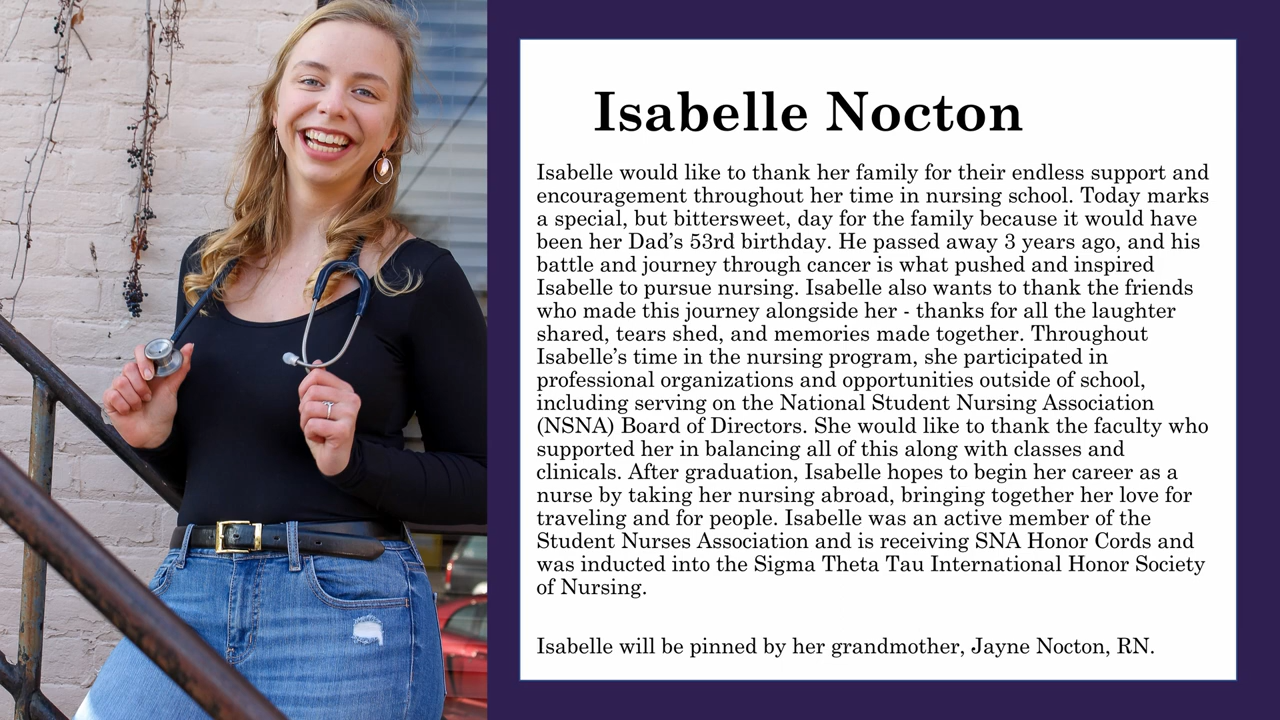 Isabelle Nocton
Isabelle would like to thank her family for their endless support and
encouragement throughout her time in nursing school. Today marks
a special, but bittersweet, day for the family because it would have
been her Dad’s 53rd birthday. He passed away 3 years ago, and his
battle and journey through cancer is what pushed and inspired
Isabelle to pursue nursing. Isabelle also wants to thank the friends
who made this journey alongside her - thanks for all the laughter
shared, tears shed, and memories made together. Throughout
Isabelle’s time in the nursing program, she participated in
professional organizations and opportunities outside of school,
including serving on the National Student Nursing Association
(NSNA) Board of Directors. She would like to thank the faculty who
supported her in balancing all of this along with classes and
clinicals. After graduation, Isabelle hopes to begin her career as a
nurse by taking her nursing abroad, bringing together her love for
traveling and for people. Isabelle was an active member of the
Student Nurses Association and is receiving SNA Honor Cords and
was inducted into the Sigma Theta Tau International Honor Society
of Nursing.
Isabelle will be pinned by her grandmother, Jayne Nocton, RN.